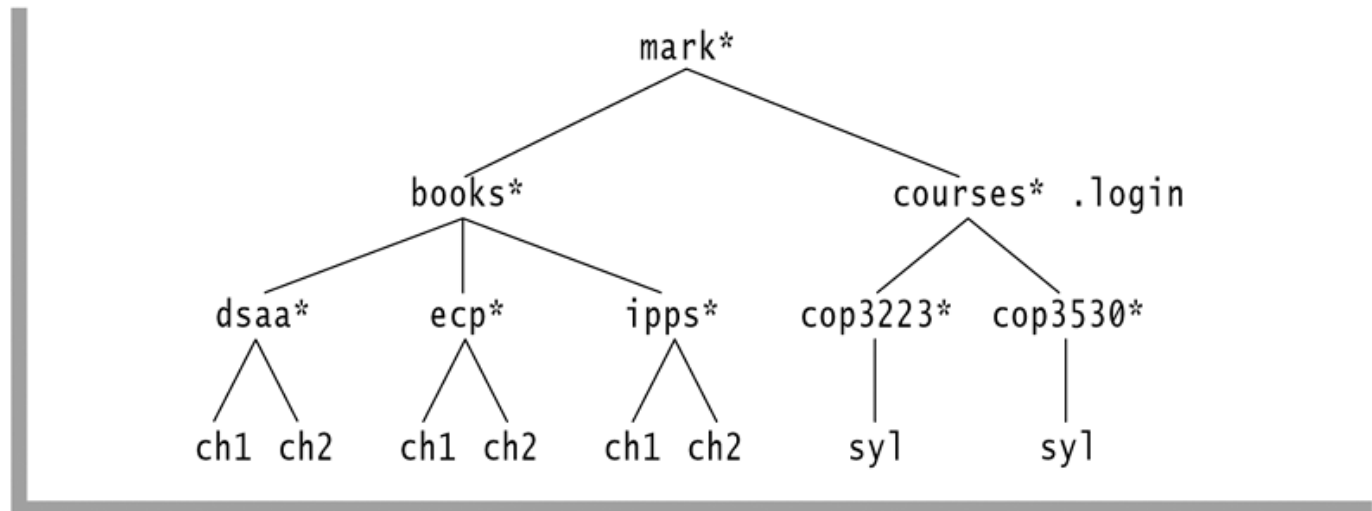 mark*
books* courses* .login
dsaa* ecp* ipps* cop3223* cop3530*
ch1 ch2 ch1 ch2 ch1 ch2 syl syl